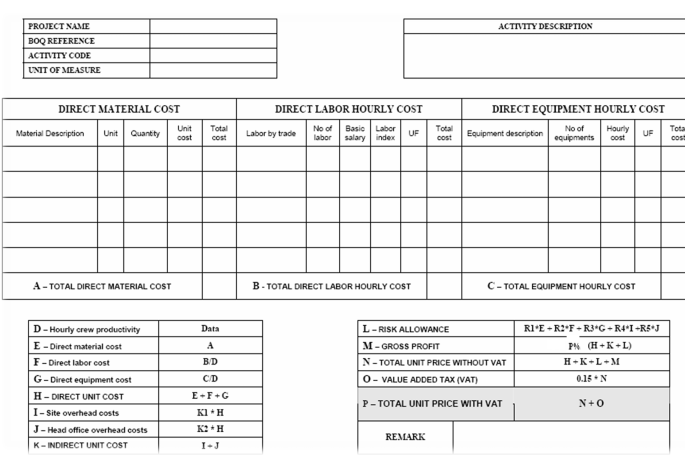 PROJECT NAME
BOQ REFERENCE
ACTIVITY CODE
UNIT OF MEASURE
ACTIVITY DESCRIPTION
DIRECT MATERIAL COST DIRECT LABOR HOURLY COST DIRECT EQUIPMENT HOURLY COST
Material Description Unit Quantity Unit cost Total cost Labor by trade No of labor Basic salary Labor index UF Total cost Equipment description No of equipments Hourly cost UF Total cost
A – TOTAL DIRECT MATERIAL COST B - TOTAL DIRECT LABOR HOURLY COST C – TOTAL EQUIPMENT HOURLY COST
D – Hourly crew productivity Data
E – Direct material cost A
F – Direct labor cost B/D
G – Direct equipment cost C/D
H – DIRECT UNIT COST E + F + G
I – Site overhead costs K1 * H
J – Head office overhead costs K2 * H
K – INDIRECT UNIT COST I + J
L – RISK ALLOWANCE R1*E + R2*F + R3*G + R4*I +R5*J
M – GROSS PROFIT P% (H + K + L)
N – TOTAL UNIT PRICE WITHOUT VAT H + K + L + M
O – VALUE ADDED TAX (VAT) 0.15 * N
P – TOTAL UNIT PRICE WITH VAT N + O
REMARK